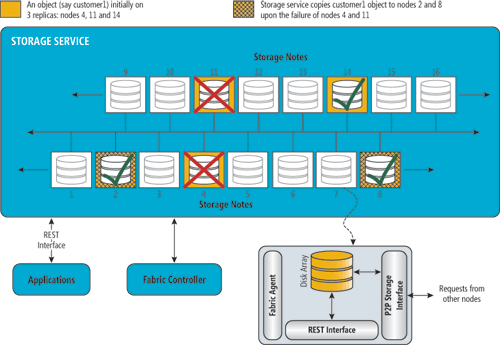 An object (say customer1) initially on
3 replicas: nodes 4, 11 and 14
Storage service copies customer1 object to nodes 2 and 8
upon the failure of nodes 4 and 11
STORAGE SERVICE
Storage Notes
9 10 11 12 13 14 15 16
1 2 3 4 5 6 7 8
Storage Notes
REST
Interface
Applications
Fabric Controller
Fabric Agent
Disk Array
P2P Storage
Interface
REST Interface
Requests from
other nodes